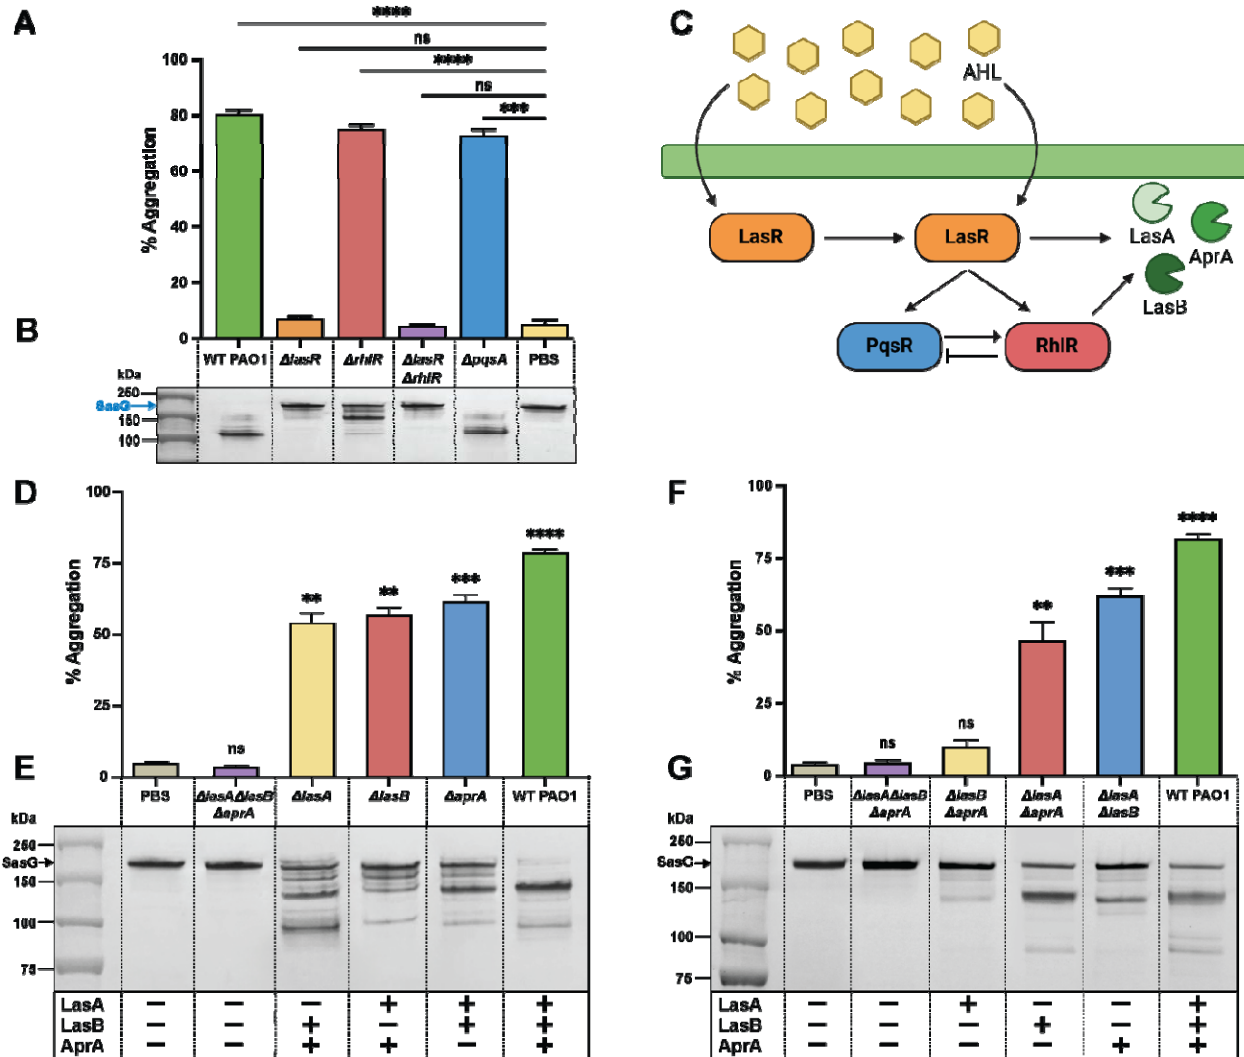 A
****
ns
****
ns
***
100
80
60
40
20
0
% Aggregation
B
WT PAO1
ΔlasR
ΔrhlR
ΔlasR
ΔrhlR
ΔpqsA
PBS
kDa
250
SasG
150
100
C
AHL
LasR
LasR
LasA
AprA
LasB
PqsR
RhlR
D
100
75
50
25
0
% Aggregation
ns
**
**
***
****
E
PBS
ΔlasAΔlasB
ΔaprA
ΔlasA
ΔlasB
ΔaprA
WT PAO1
kDa
250
SasG
150
100
75
LasA − − − + + +
LasB − − + − + +
AprA − − + + − +
F
100
75
50
25
0
% Aggregation
ns
ns
**
***
****
G
PBS
ΔlasAΔlasB
ΔaprA
ΔlasB
ΔaprA
ΔlasA
ΔaprA
ΔlasA
ΔlasB
WT PAO1
kDa
250
SasG
150
100
75
LasA − − + − − +
LasB − − − + − +
AprA − − − − + +